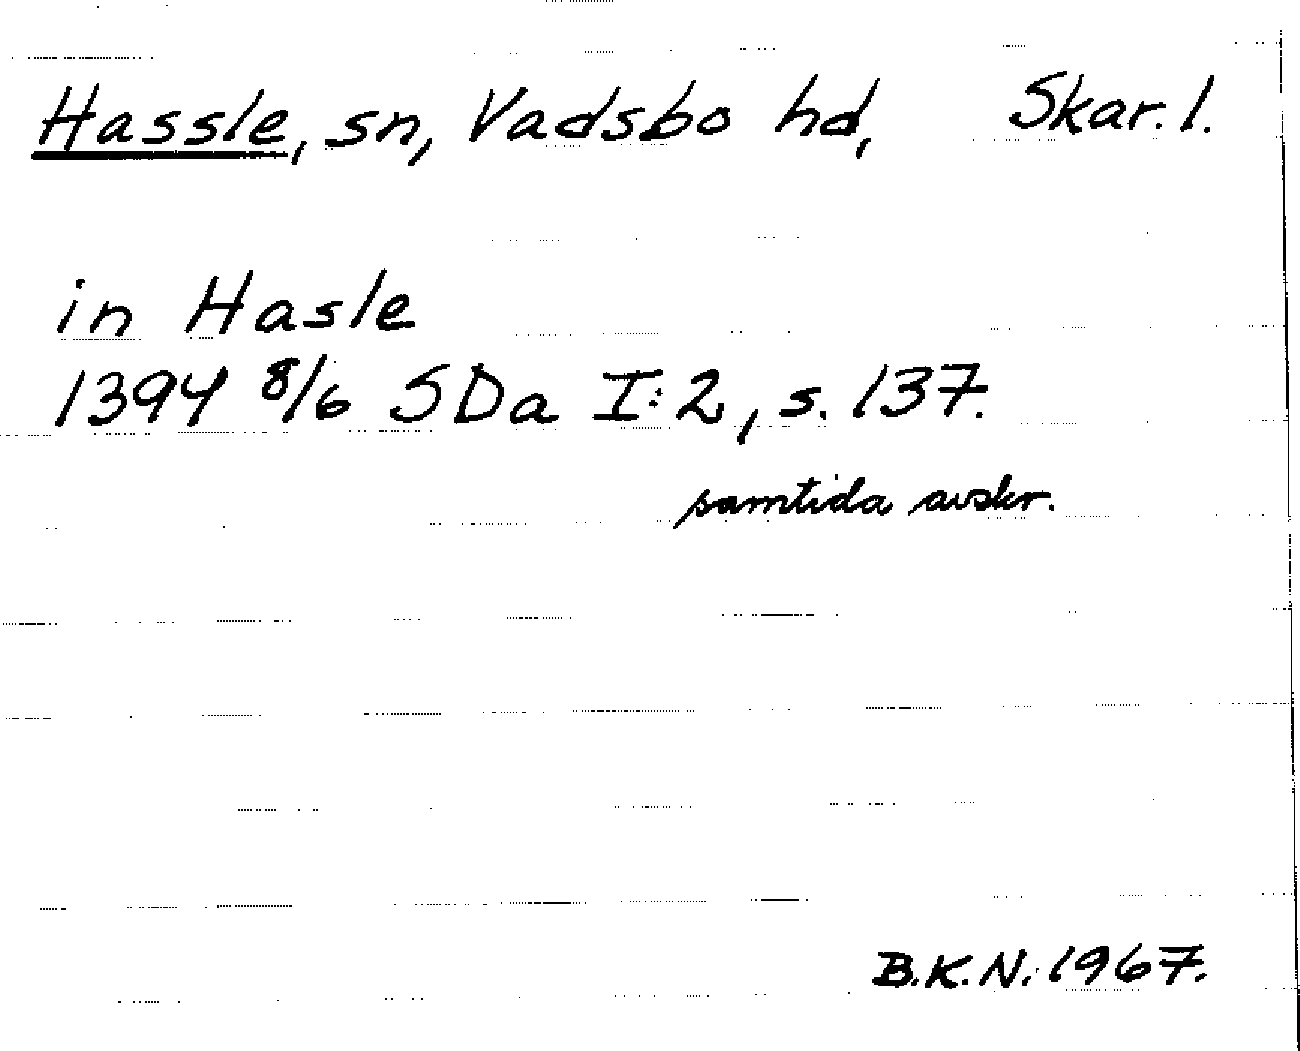 Hassle, sn, Vadsbo hd, Skar. l.
in Hasle
1394 8/6 SDa I:2, s. 137.
samtida avskr.
B.K.N. 1967.